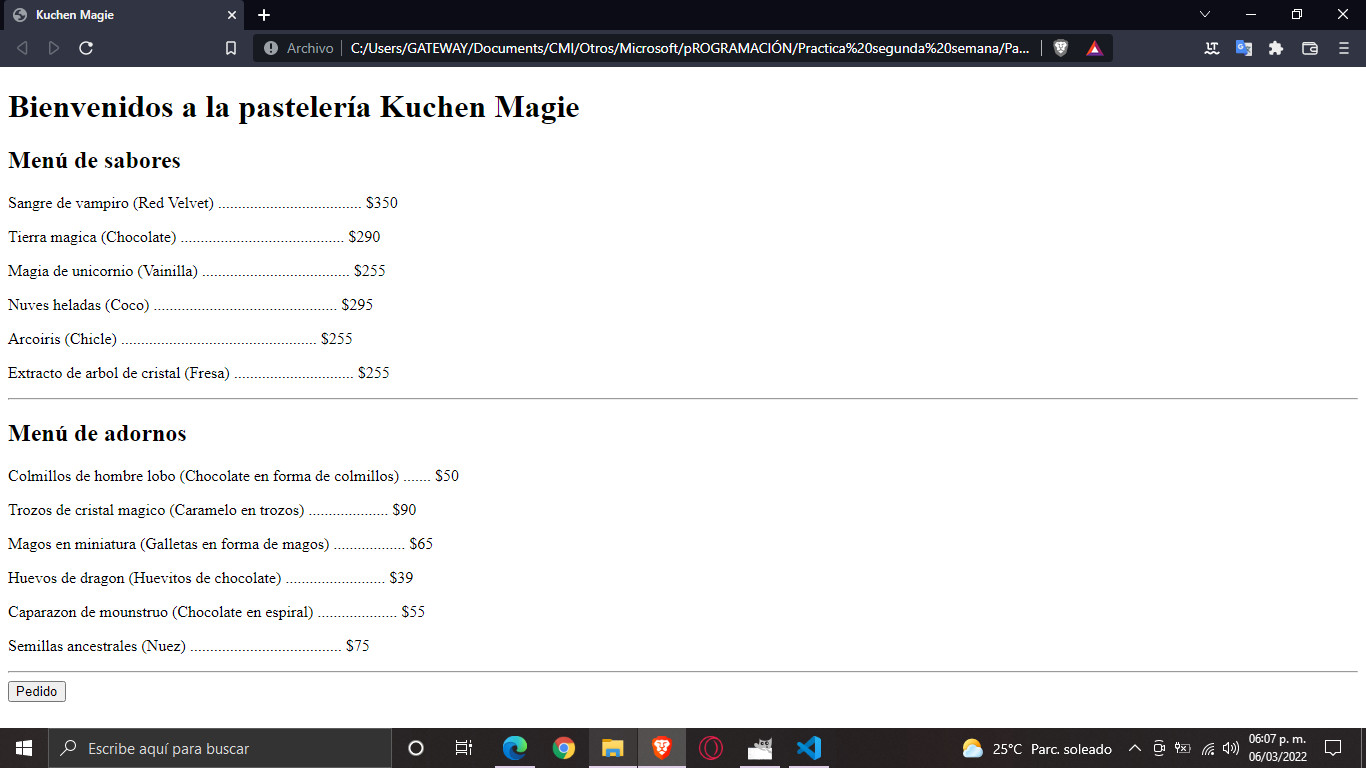 Kuchen Magie
Archivo C:/Users/GATEWAY/Documents/CMI/Otros/Microsoft/pROGRAMACIÓN/Practica%20segunda%20semana/Pa...
Bienvenidos a la pastelería Kuchen Magie
Menú de sabores
Sangre de vampiro (Red Velvet) .................................... $350
Tierra magica (Chocolate) ......................................... $290
Magia de unicornio (Vainilla) ..................................... $255
Nuves heladas (Coco) .............................................. $295
Arcoiris (Chicle) ................................................. $255
Extracto de arbol de cristal (Fresa) .............................. $255
Menú de adornos
Colmillos de hombre lobo (Chocolate en forma de colmillos) ....... $50
Trozos de cristal magico (Caramelo en trozos) .................... $90
Magos en miniatura (Galletas en forma de magos) .................. $65
Huevos de dragon (Huevitos de chocolate) ......................... $39
Caparazon de mounstruo (Chocolate en espiral) .................... $55
Semillas ancestrales (Nuez) ...................................... $75
Pedido
Escribe aquí para buscar
25°C Parc. soleado
06:07 p. m.
06/03/2022